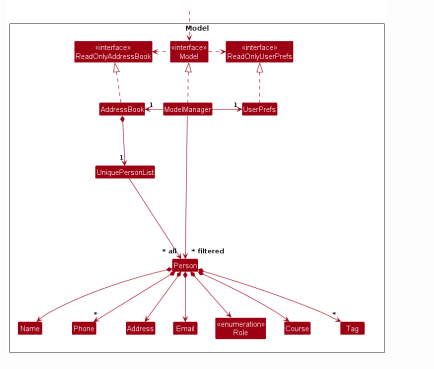 Model
«interface»
ReadOnlyAddressBook
«interface»
Model
«interface»
ReadOnlyUserPrefs
AddressBook
1
ModelManager
1
UserPrefs
1
UniquePersonList
* all
* filtered
Person
*
*
Name
Phone
Address
Email
«enumeration»
Role
Course
Tag